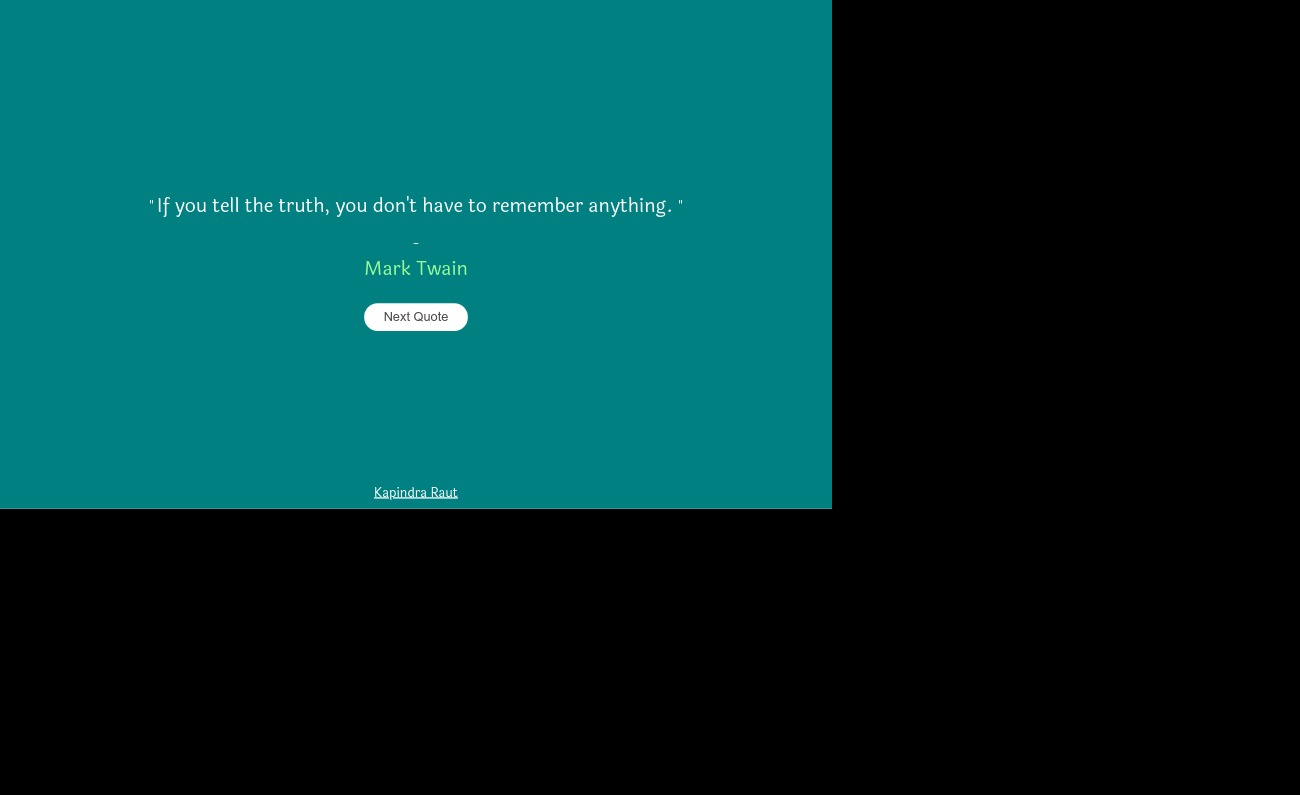 " If you tell the truth, you don't have to remember anything. "
-
Mark Twain
Next Quote
Kapindra Raut